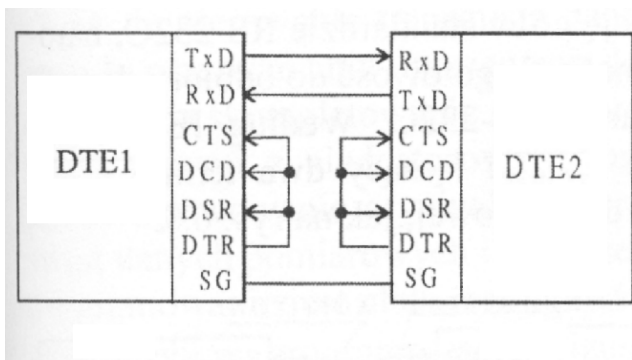 DTE1
TxD
RxD
CTS
DCD
DSR
DTR
SG
RxD
TxD
CTS
DCD
DSR
DTR
SG
DTE2